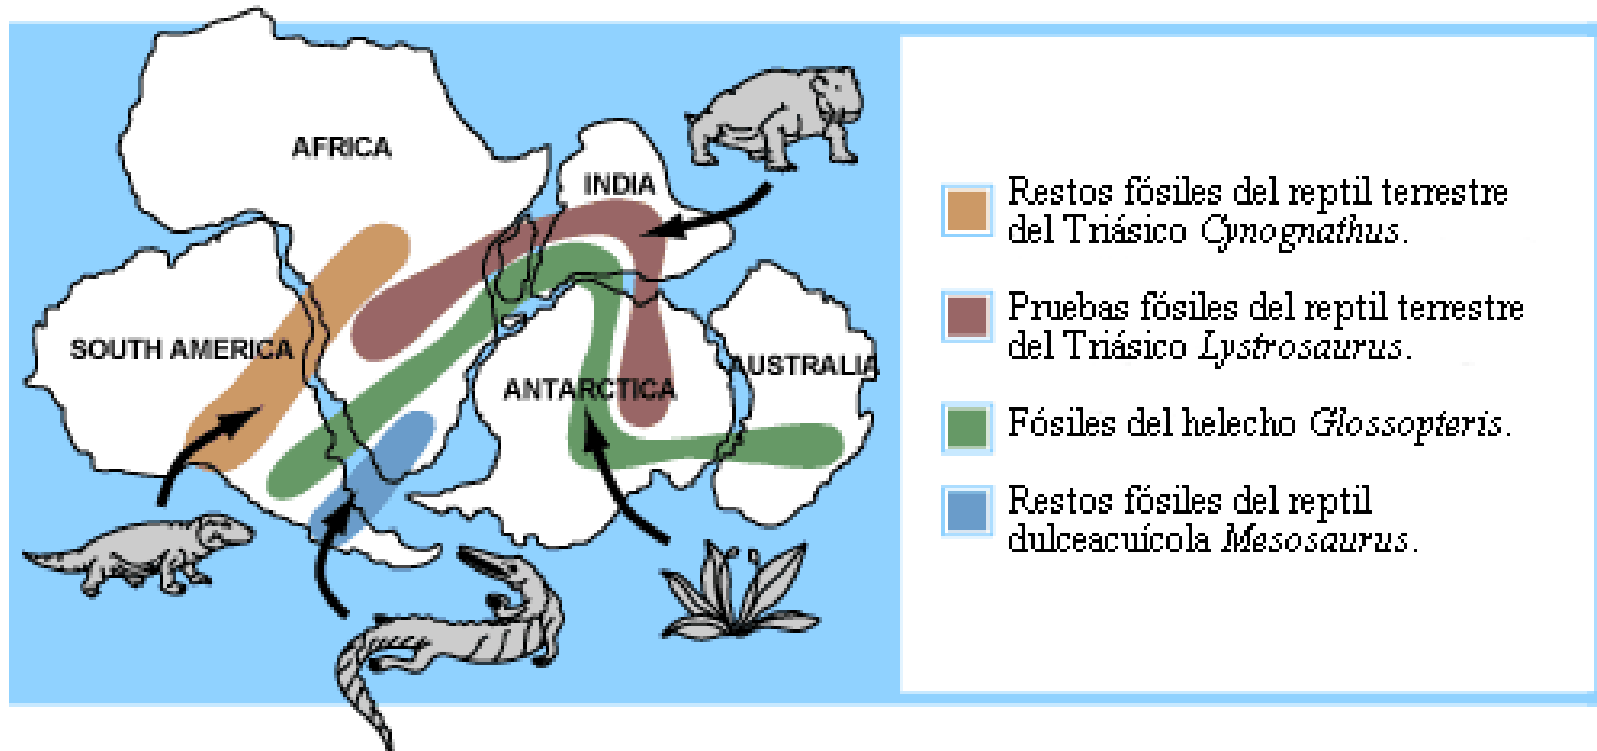 AFRICA
INDIA
SOUTH AMERICA
ANTARCTICA
AUSTRALIA
Restos fósiles del reptil terrestre
del Triásico Cynognathus.
Pruebas fósiles del reptil terrestre
del Triásico Lystrosaurus.
Fósiles del helecho Glossopteris.
Restos fósiles del reptil
dulceacuícola Mesosaurus.